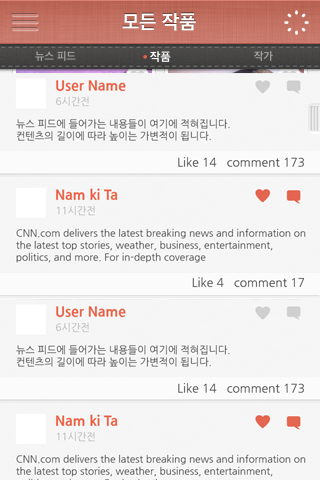 모든 작품
뉴스 피드 작품 작가
User Name
6시간전
뉴스 피드에 들어가는 내용들이 여기에 적혀집니다.
컨텐츠의 길이에 따라 높이는 가변적이 됩니다.
Like 14 comment 173
Nam ki Ta
11시간전
CNN.com delivers the latest breaking news and information on
the latest top stories, weather, business, entertainment,
politics, and more. For in-depth coverage
Like 4 comment 17
User Name
6시간전
뉴스 피드에 들어가는 내용들이 여기에 적혀집니다.
컨텐츠의 길이에 따라 높이는 가변적이 됩니다.
Like 14 comment 173
Nam ki Ta
11시간전
CNN.com delivers the latest breaking news and information on
the latest top stories, weather, business, entertainment,